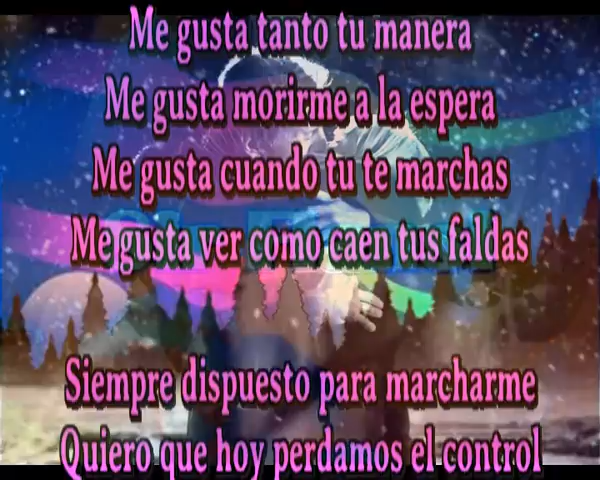 Me gusta tanto tu manera
Me gusta morirme a la espera
Me gusta cuando tu te marchas
Me gusta ver como caen tus faldas
Siempre dispuesto para marcharme
Quiero que hoy perdamos el control